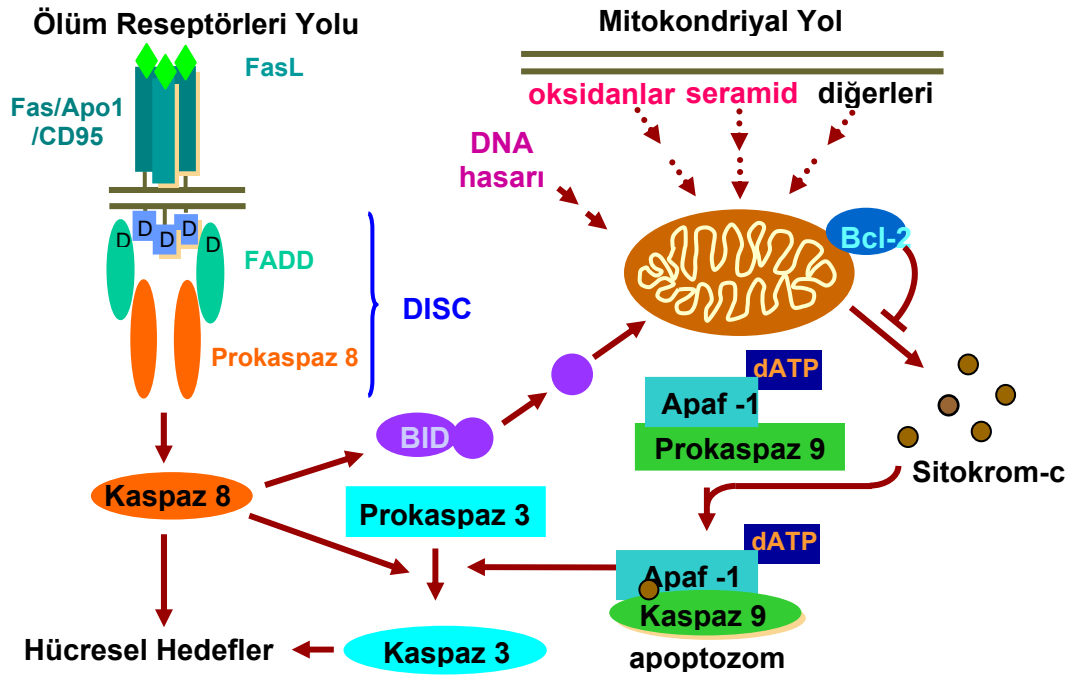 Ölüm Reseptörleri Yolu
FasL
Fas/Apo1
/CD95
D
D
D
D
D
FADD
DISC
Prokaspaz 8
Kaspaz 8
BID
Prokaspaz 3
Kaspaz 3
Hücresel Hedefler
Mitokondriyal Yol
oksidanlar seramid diğerleri
DNA
hasarı
Bcl-2
dATP
Apaf -1
Prokaspaz 9
Sitokrom-c
dATP
Apaf -1
Kaspaz 9
apoptozom